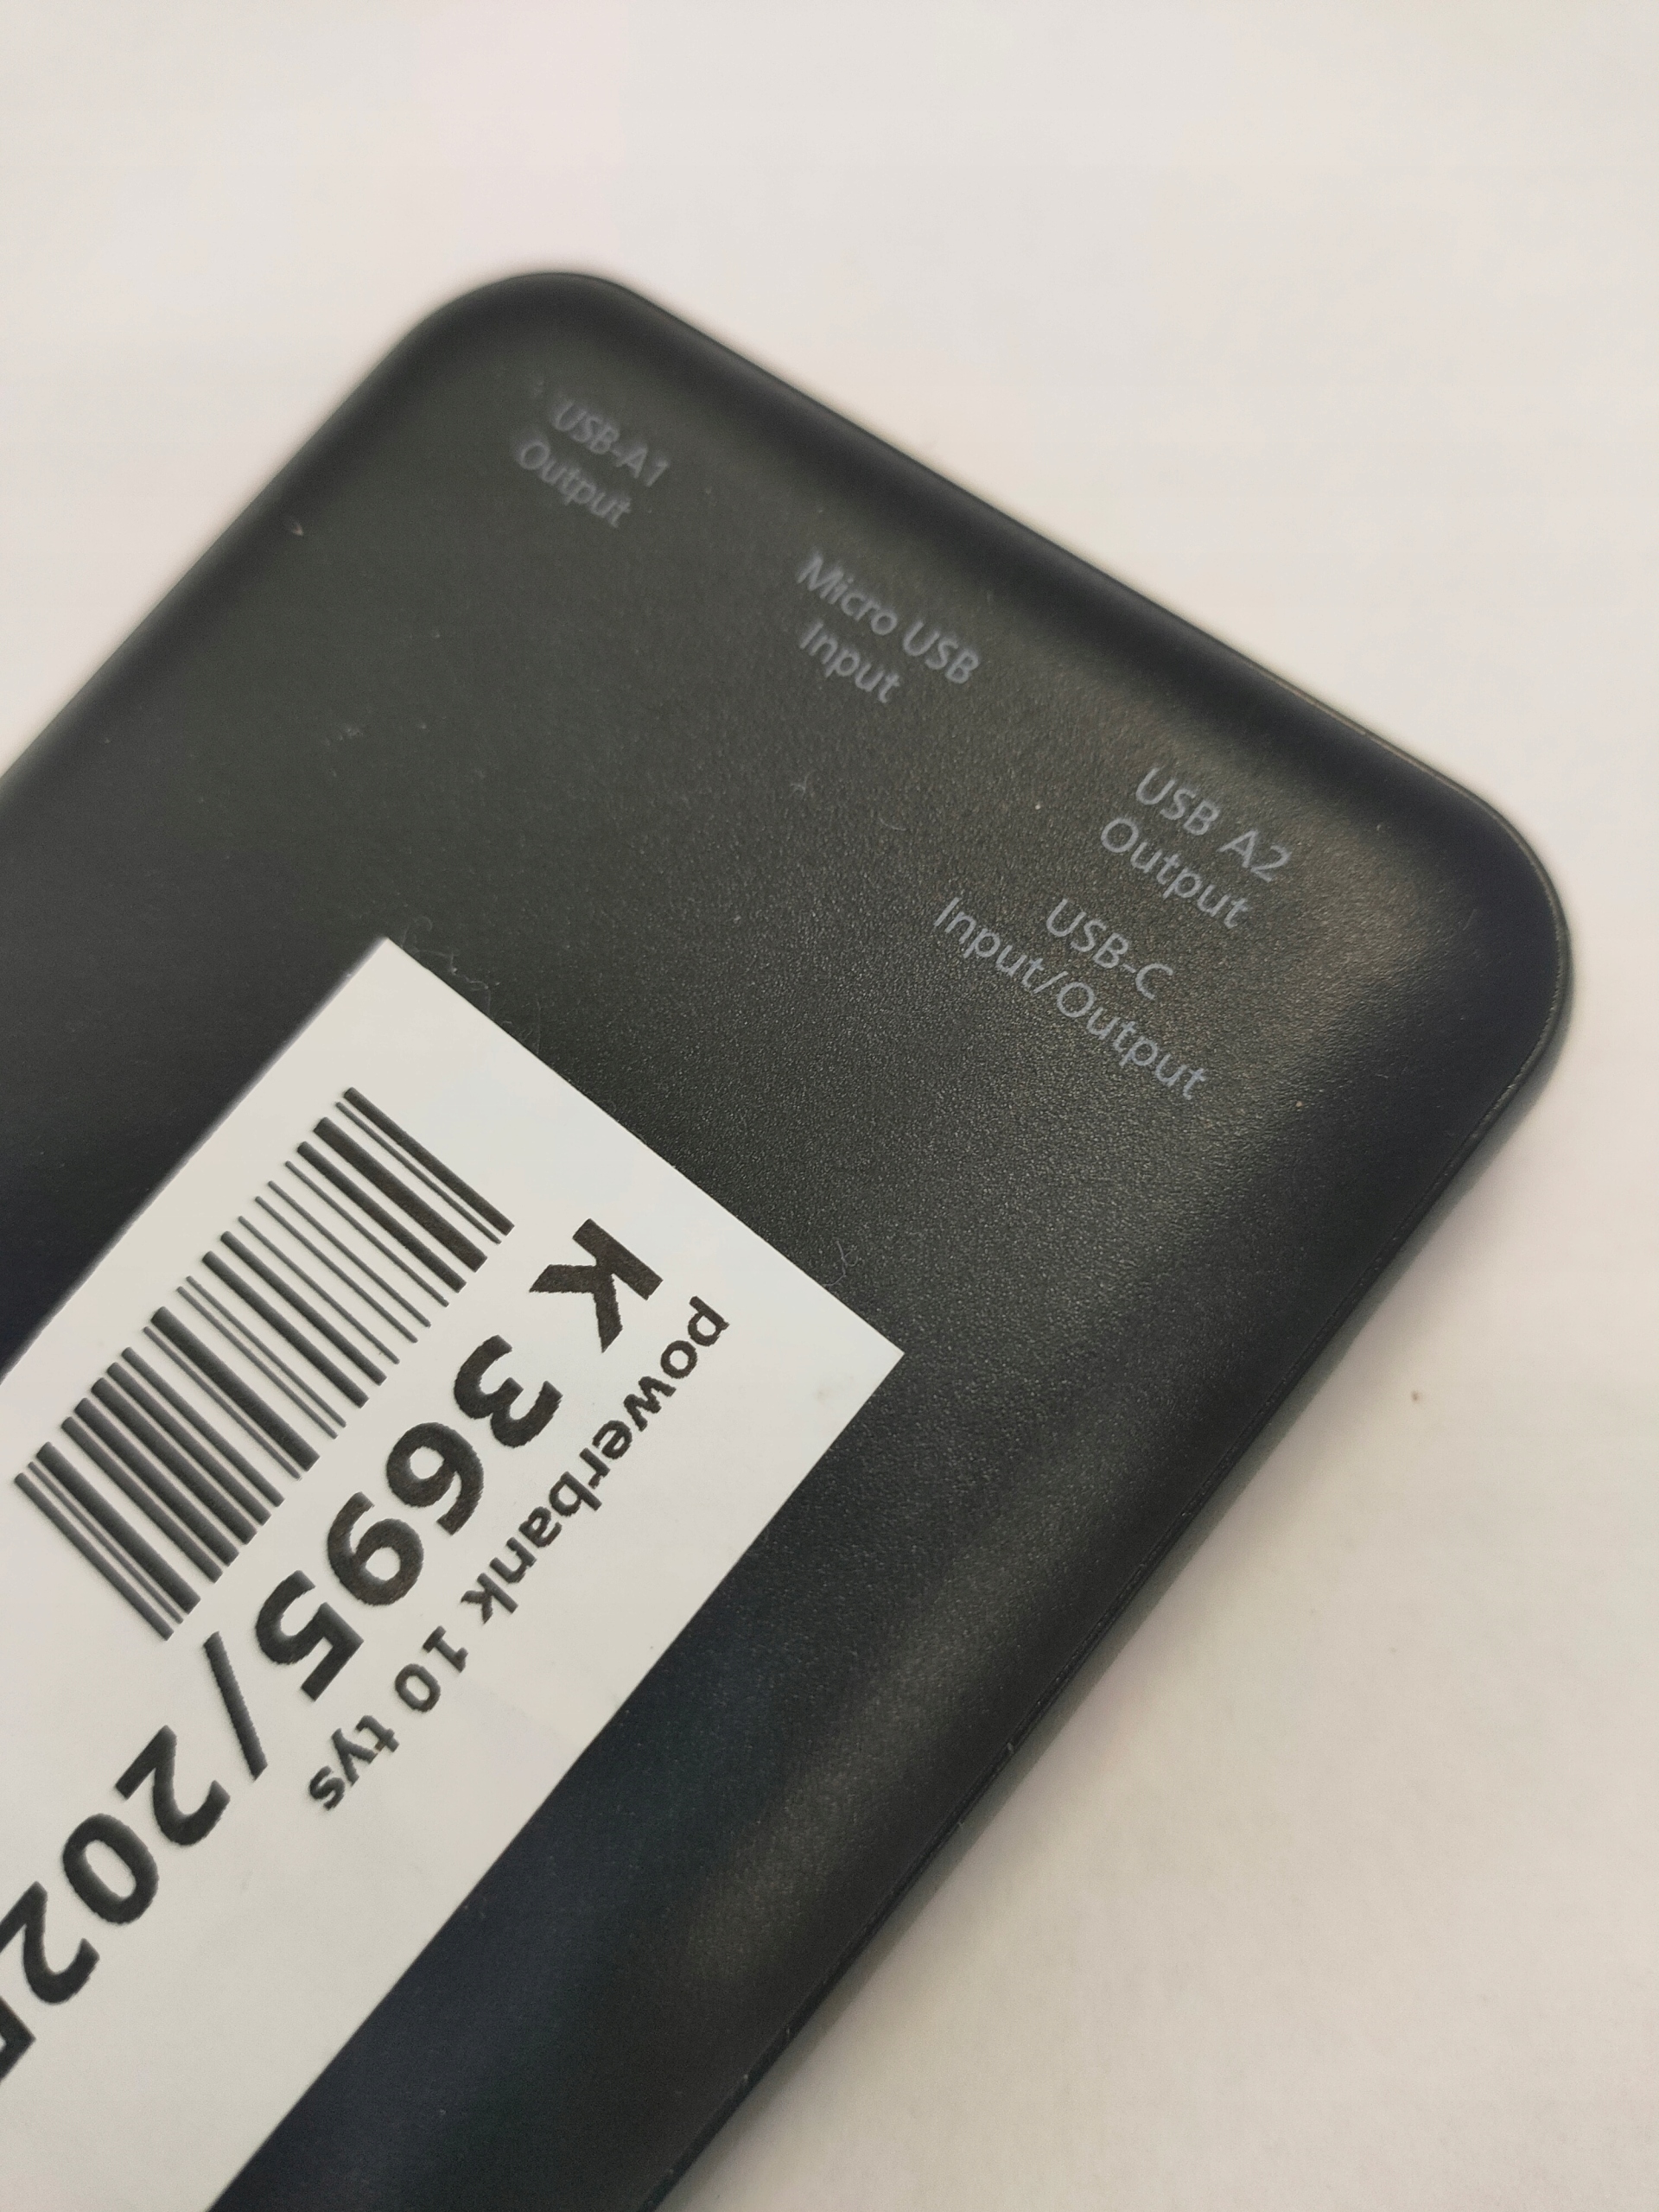 USB-A1
Output
Micro USB
Input
USB A2
Output
USB-C
Input/Output
powerbank 10 tys
K 3695/202